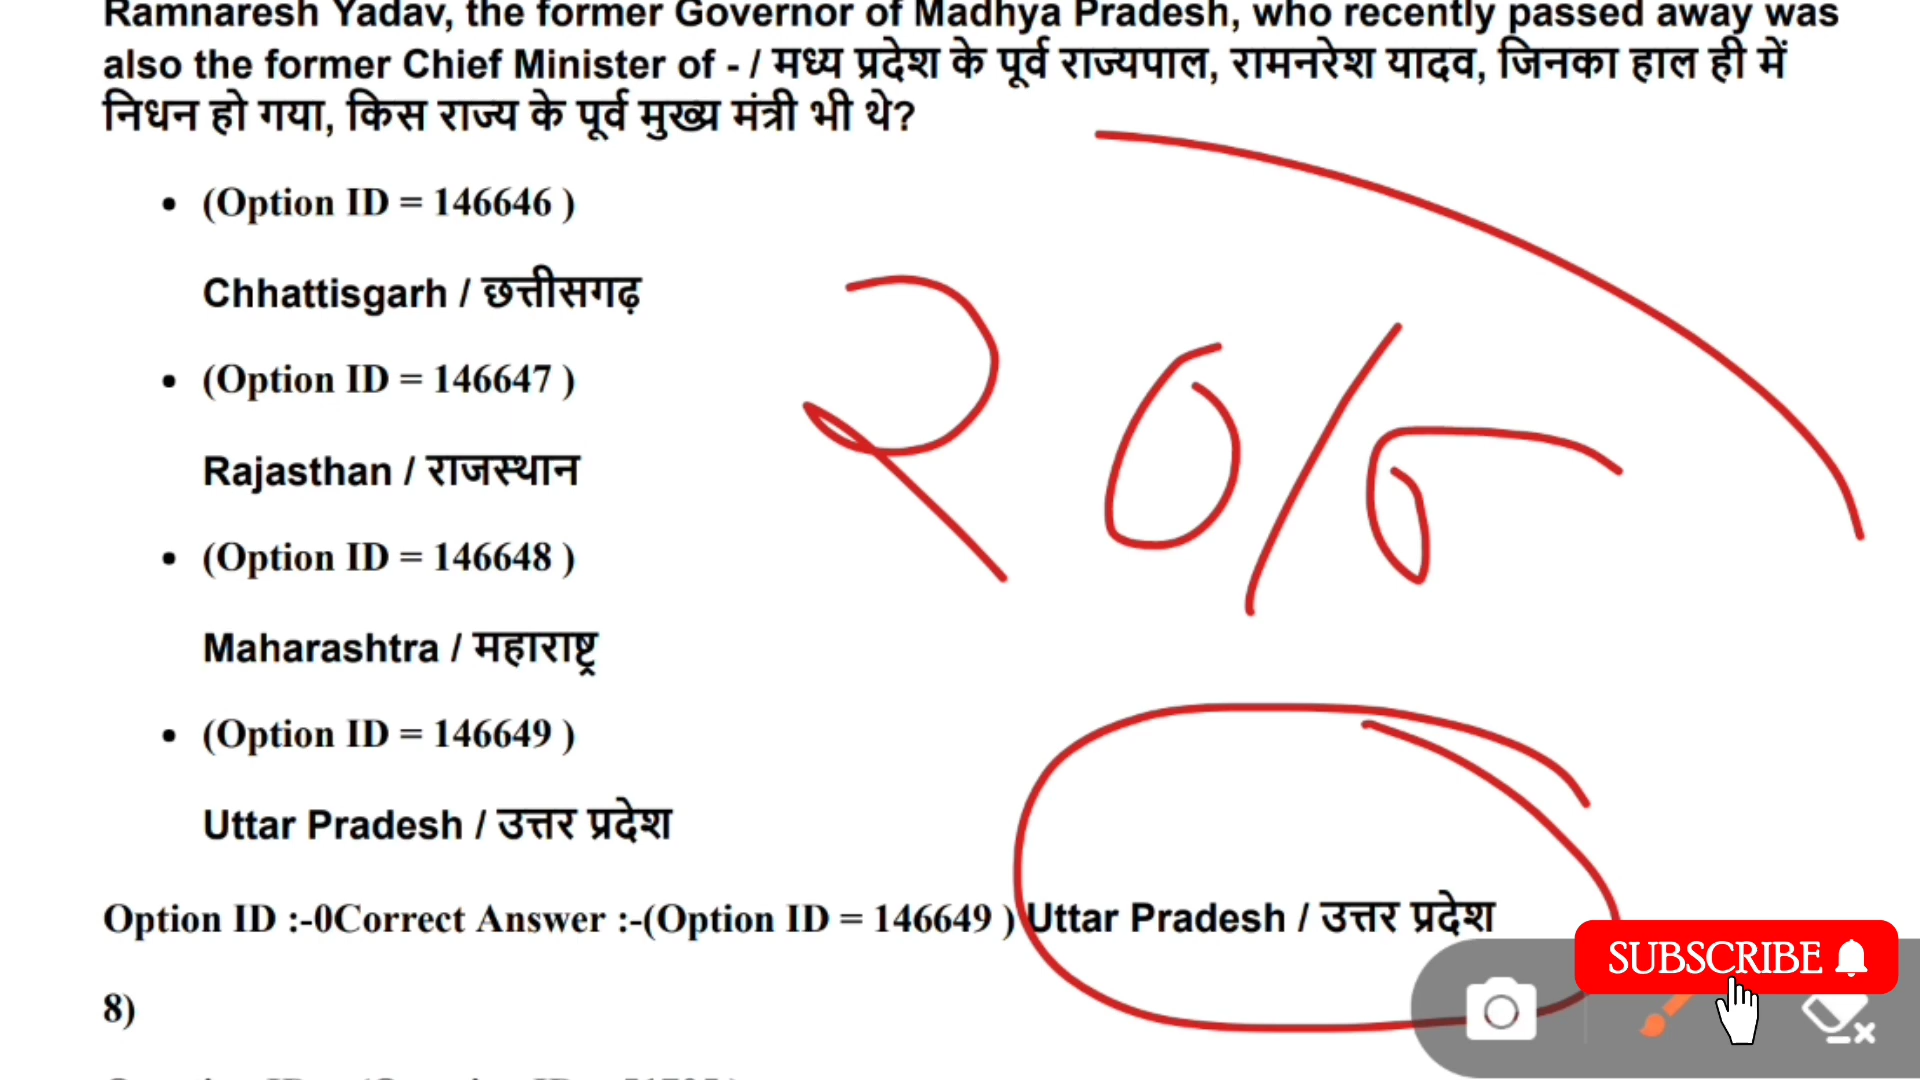 Ramnaresh Yadav, the former Governor of Madhya Pradesh, who recently passed away was
also the former Chief Minister of - / मध्य प्रदेश के पूर्व राज्यपाल, रामनरेश यादव, जिनका हाल ही में
निधन हो गया, किस राज्य के पूर्व मुख्य मंत्री भी थे?
• (Option ID = 146646 )
Chhattisgarh / छत्तीसगढ़
• (Option ID = 146647 )
Rajasthan / राजस्थान
• (Option ID = 146648 )
Maharashtra / महाराष्ट्र
• (Option ID = 146649 )
Uttar Pradesh / उत्तर प्रदेश
Option ID :-0Correct Answer :-(Option ID = 146649 ) Uttar Pradesh / उत्तर प्रदेश
SUBSCRIBE
8)